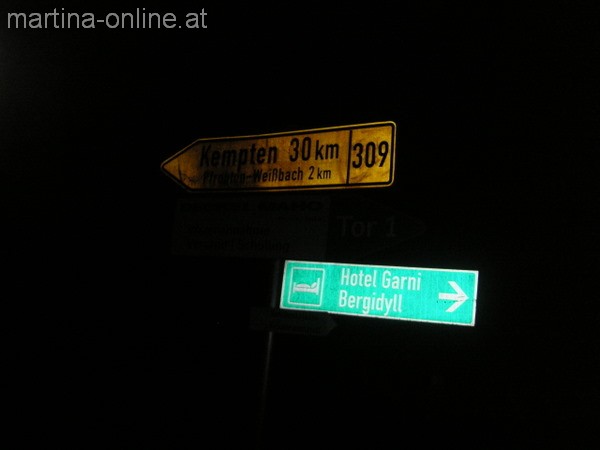 martina-online.at
Kempten 30 km
309
Pfronten-Weißbach 2 km
Tor 1
Hotel Garni
Bergidyll